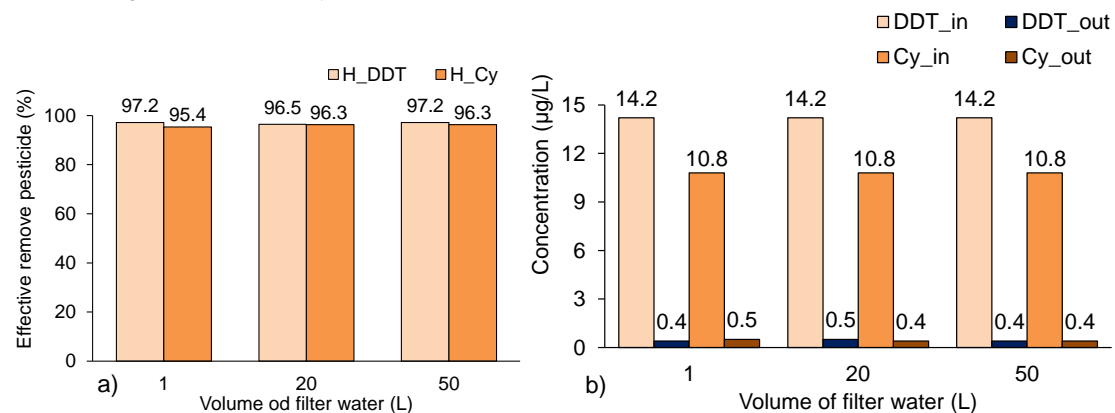 H_DDT H_Cy
Effective remove pesticide (%)
100
80
60
40
20
0
97.2 95.4 96.5 96.3 97.2 96.3
1 20 50
a)
Volume od filter water (L)
DDT_in DDT_out
Cy_in Cy_out
Concentration (µg/L)
15
12
9
6
3
0
14.2 14.2 14.2
10.8 10.8 10.8
0.4 0.5 0.5 0.4 0.4 0.4
1 20 50
b)
Volume of filter water (L)